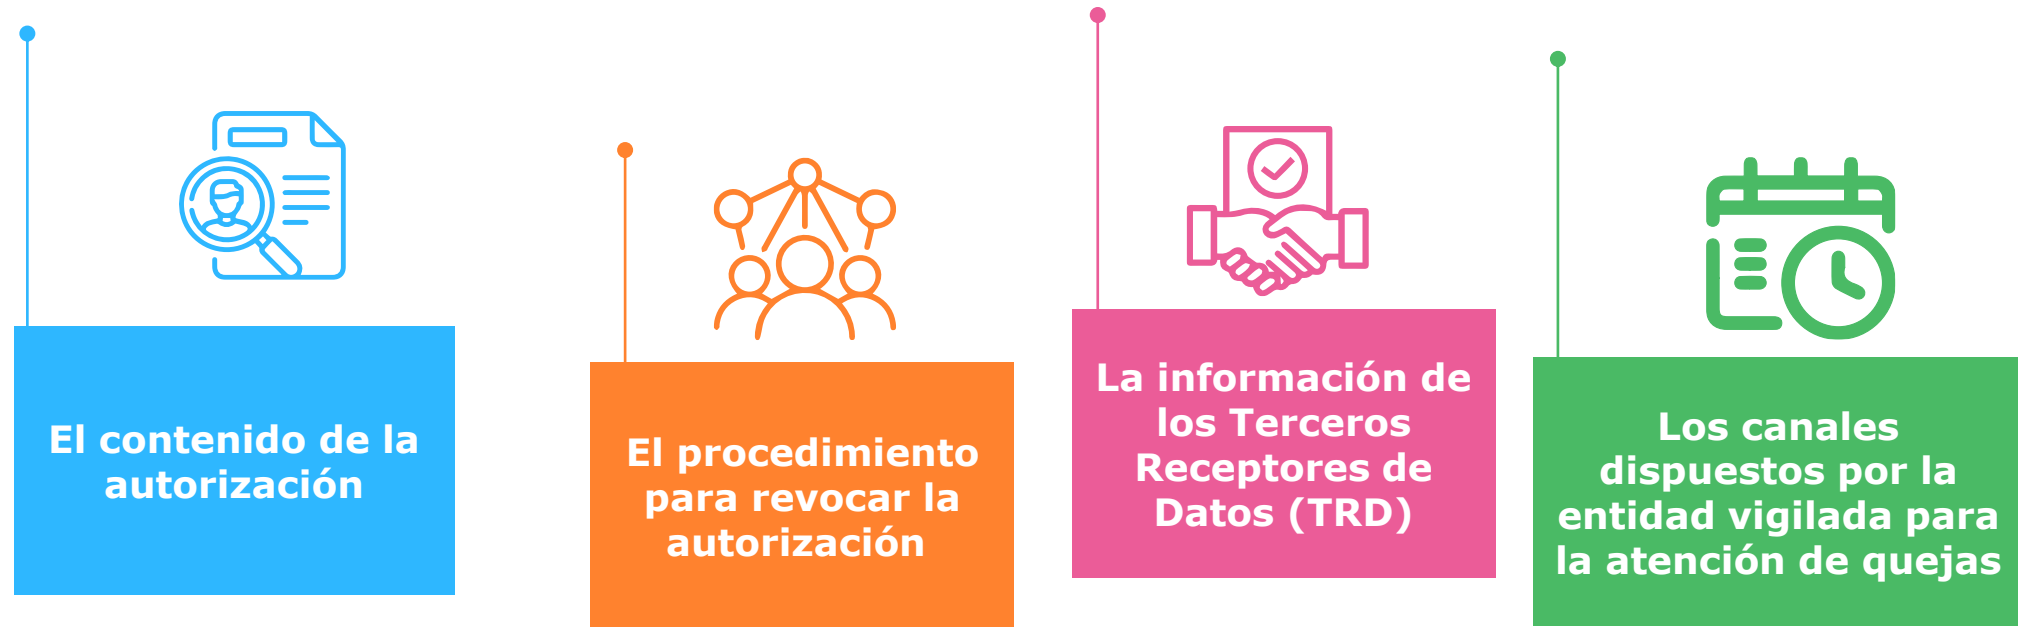 El contenido de la
autorización
El procedimiento
para revocar la
autorización
La información de
los Terceros
Receptores de
Datos (TRD)
Los canales
dispuestos por la
entidad vigilada para
la atención de quejas